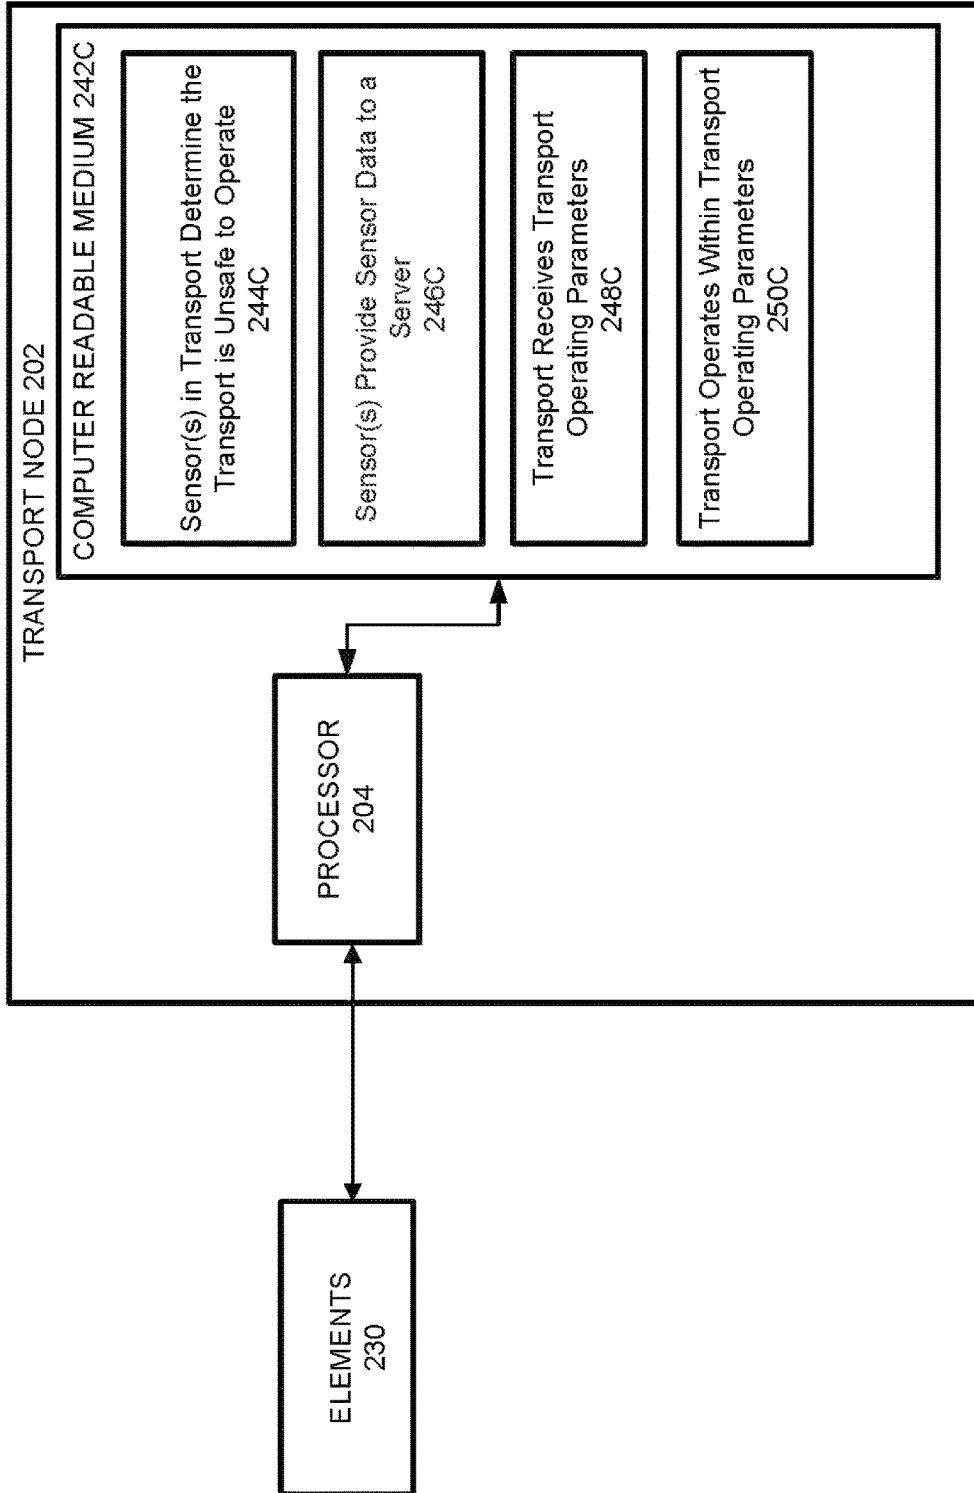 TRANSPORT NODE 202
COMPUTER READABLE MEDIUM 242C
Sensor(s) in Transport Determine the
Transport is Unsafe to Operate
244C
Sensor(s) Provide Sensor Data to a
Server
246C
Transport Receives Transport
Operating Parameters
248C
Transport Operates Within Transport
Operating Parameters
250C
PROCESSOR
204
ELEMENTS
230